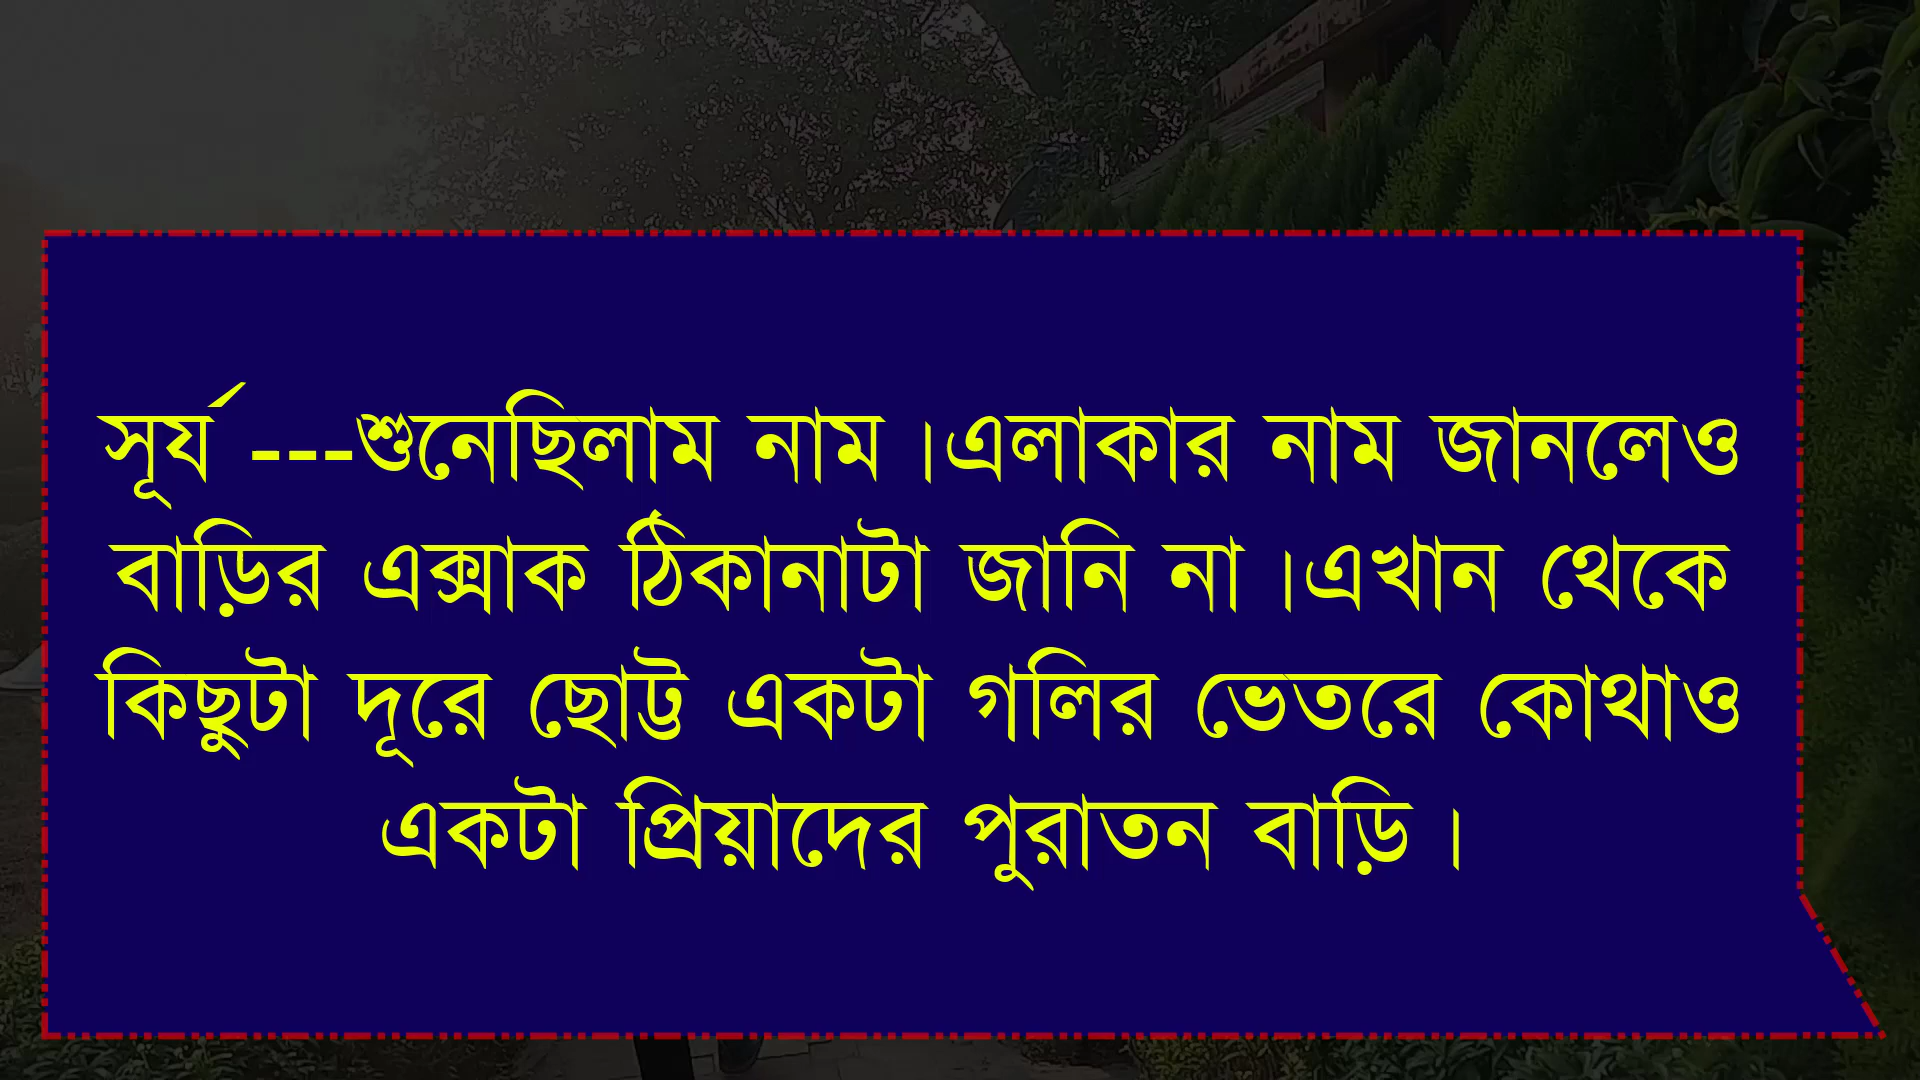 সূর্য ---শুনেছিলাম নাম।এলাকার নাম জানলেও
বাড়ির এক্সাক ঠিকানাটা জানি না।এখান থেকে
কিছুটা দূরে ছোট্ট একটা গলির ভেতরে কোথাও
একটা প্রিয়াদের পুরাতন বাড়ি।